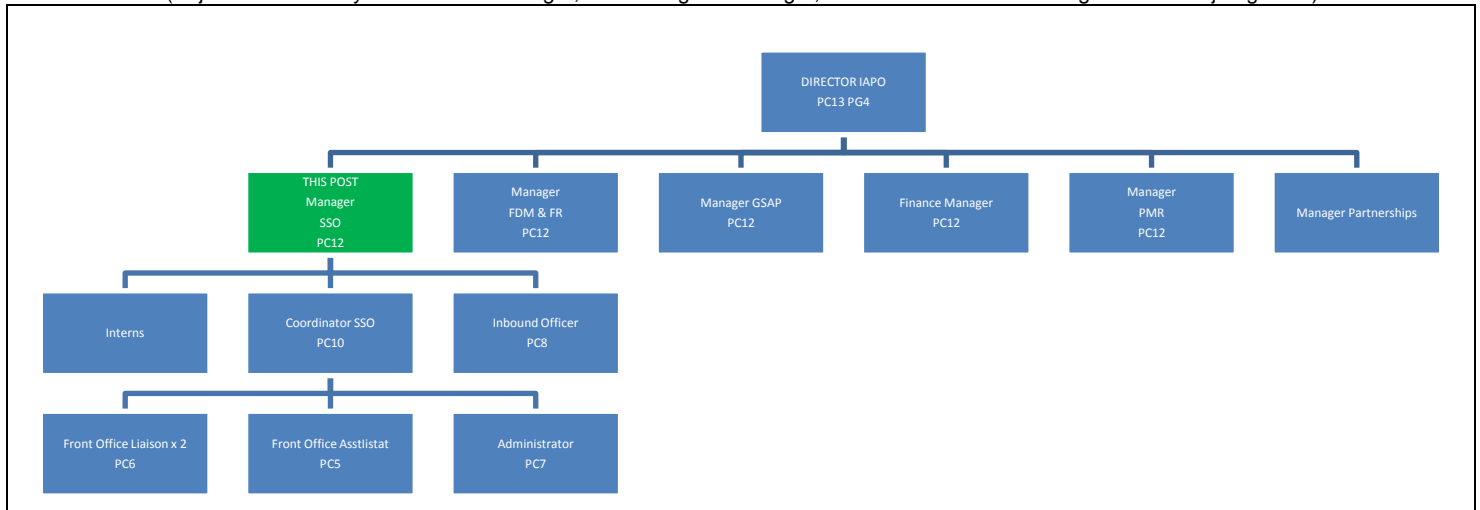 DIRECTOR IAPO
PC13 PG4
THIS POST
Manager
SSO
PC12
Manager
FDM & FR
PC12
Manager GSAP
PC12
Finance Manager
PC12
Manager
PMR
PC12
Manager Partnerships
Interns
Coordinator SSO
PC10
Inbound Officer
PC8
Front Office Liaison x 2
PC6
Front Office Asstlistat
PC5
Administrator
PC7